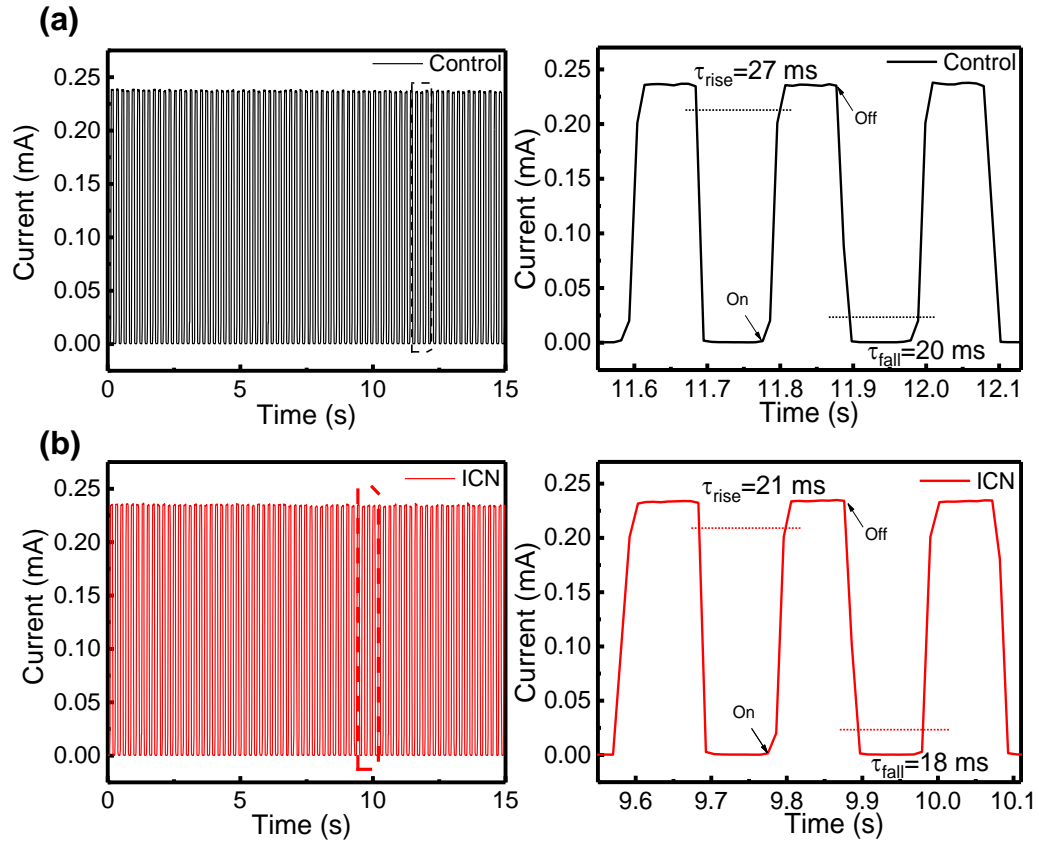 (a)
Control
0.25
0.20
0.15
0.10
0.05
0.00
Current (mA)
0 5 10 15
Time (s)
τrise=27 ms
Control
Off
On
τfall=20 ms
0.25
0.20
0.15
0.10
0.05
0.00
Current (mA)
11.6 11.7 11.8 11.9 12.0 12.1
Time (s)
(b)
ICN
0.25
0.20
0.15
0.10
0.05
0.00
Current (mA)
0 5 10 15
Time (s)
τrise=21 ms
ICN
Off
On
τfall=18 ms
0.25
0.20
0.15
0.10
0.05
0.00
Current (mA)
9.6 9.7 9.8 9.9 10.0 10.1
Time (s)